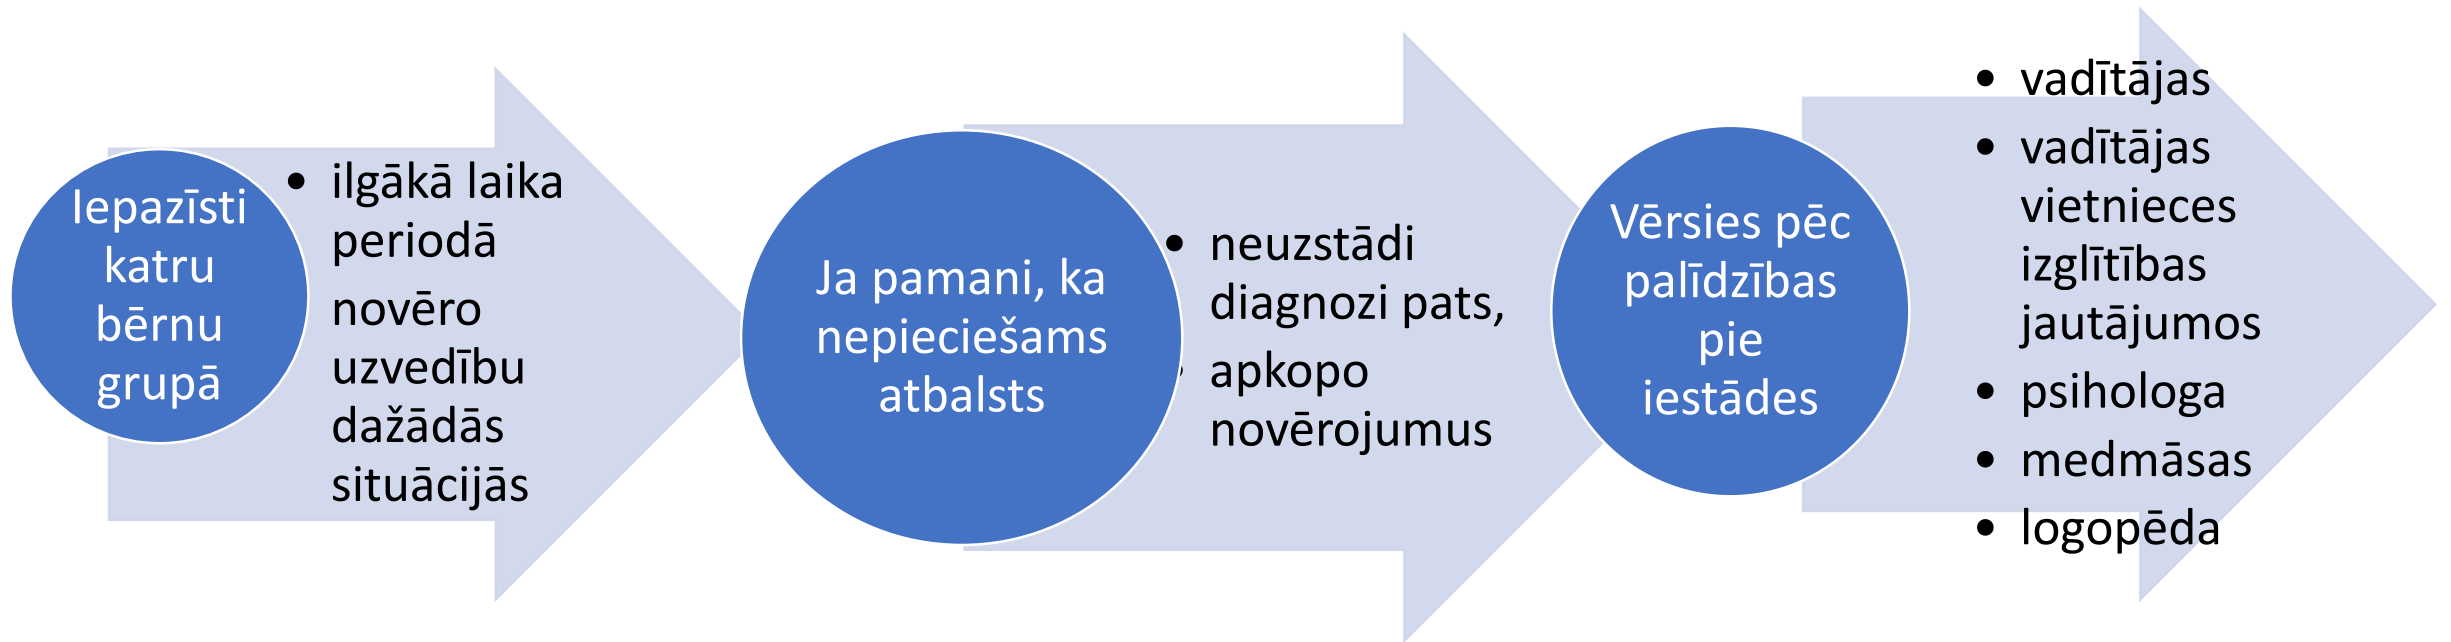 Iepazīsti
katru
bērnu
grupā
• ilgākā laika
periodā
novēro
uzvedību
dažādās
situācijās
Ja pamani, ka
nepieciešams
atbalsts
• neuzstādi
diagnozi pats,
• apkopo
novērojumus
Vērsies pēc
palīdzības
pie
iestādes
• vadītājas
• vadītājas
vietnieces
izglītības
jautājumos
• psihologa
• medmāsas
• logopēda